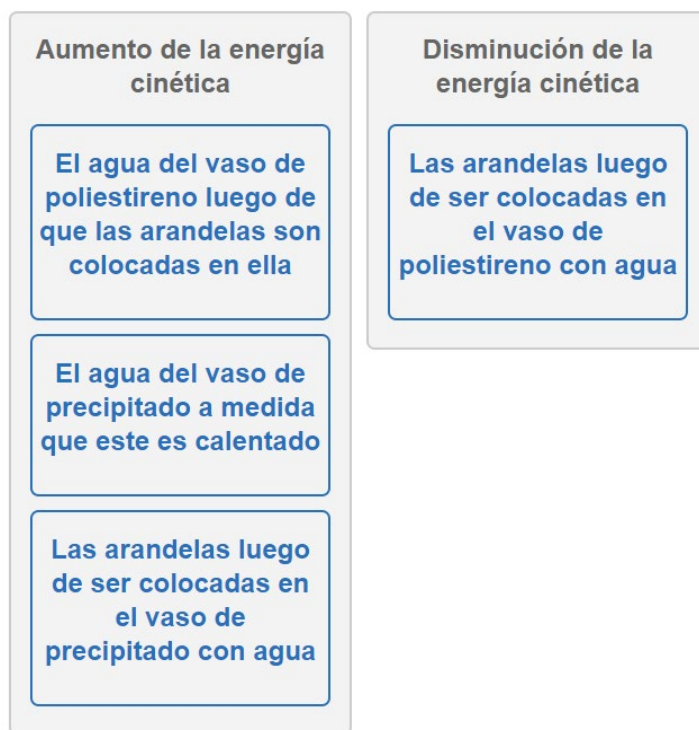 Aumento de la energía
cinética
El agua del vaso de
poliestireno luego de
que las arandelas son
colocadas en ella
El agua del vaso de
precipitado a medida
que este es calentado
Las arandelas luego
de ser colocadas en
el vaso de
precipitado con agua
Disminución de la
energía cinética
Las arandelas luego
de ser colocadas en
el vaso de
poliestireno con agua